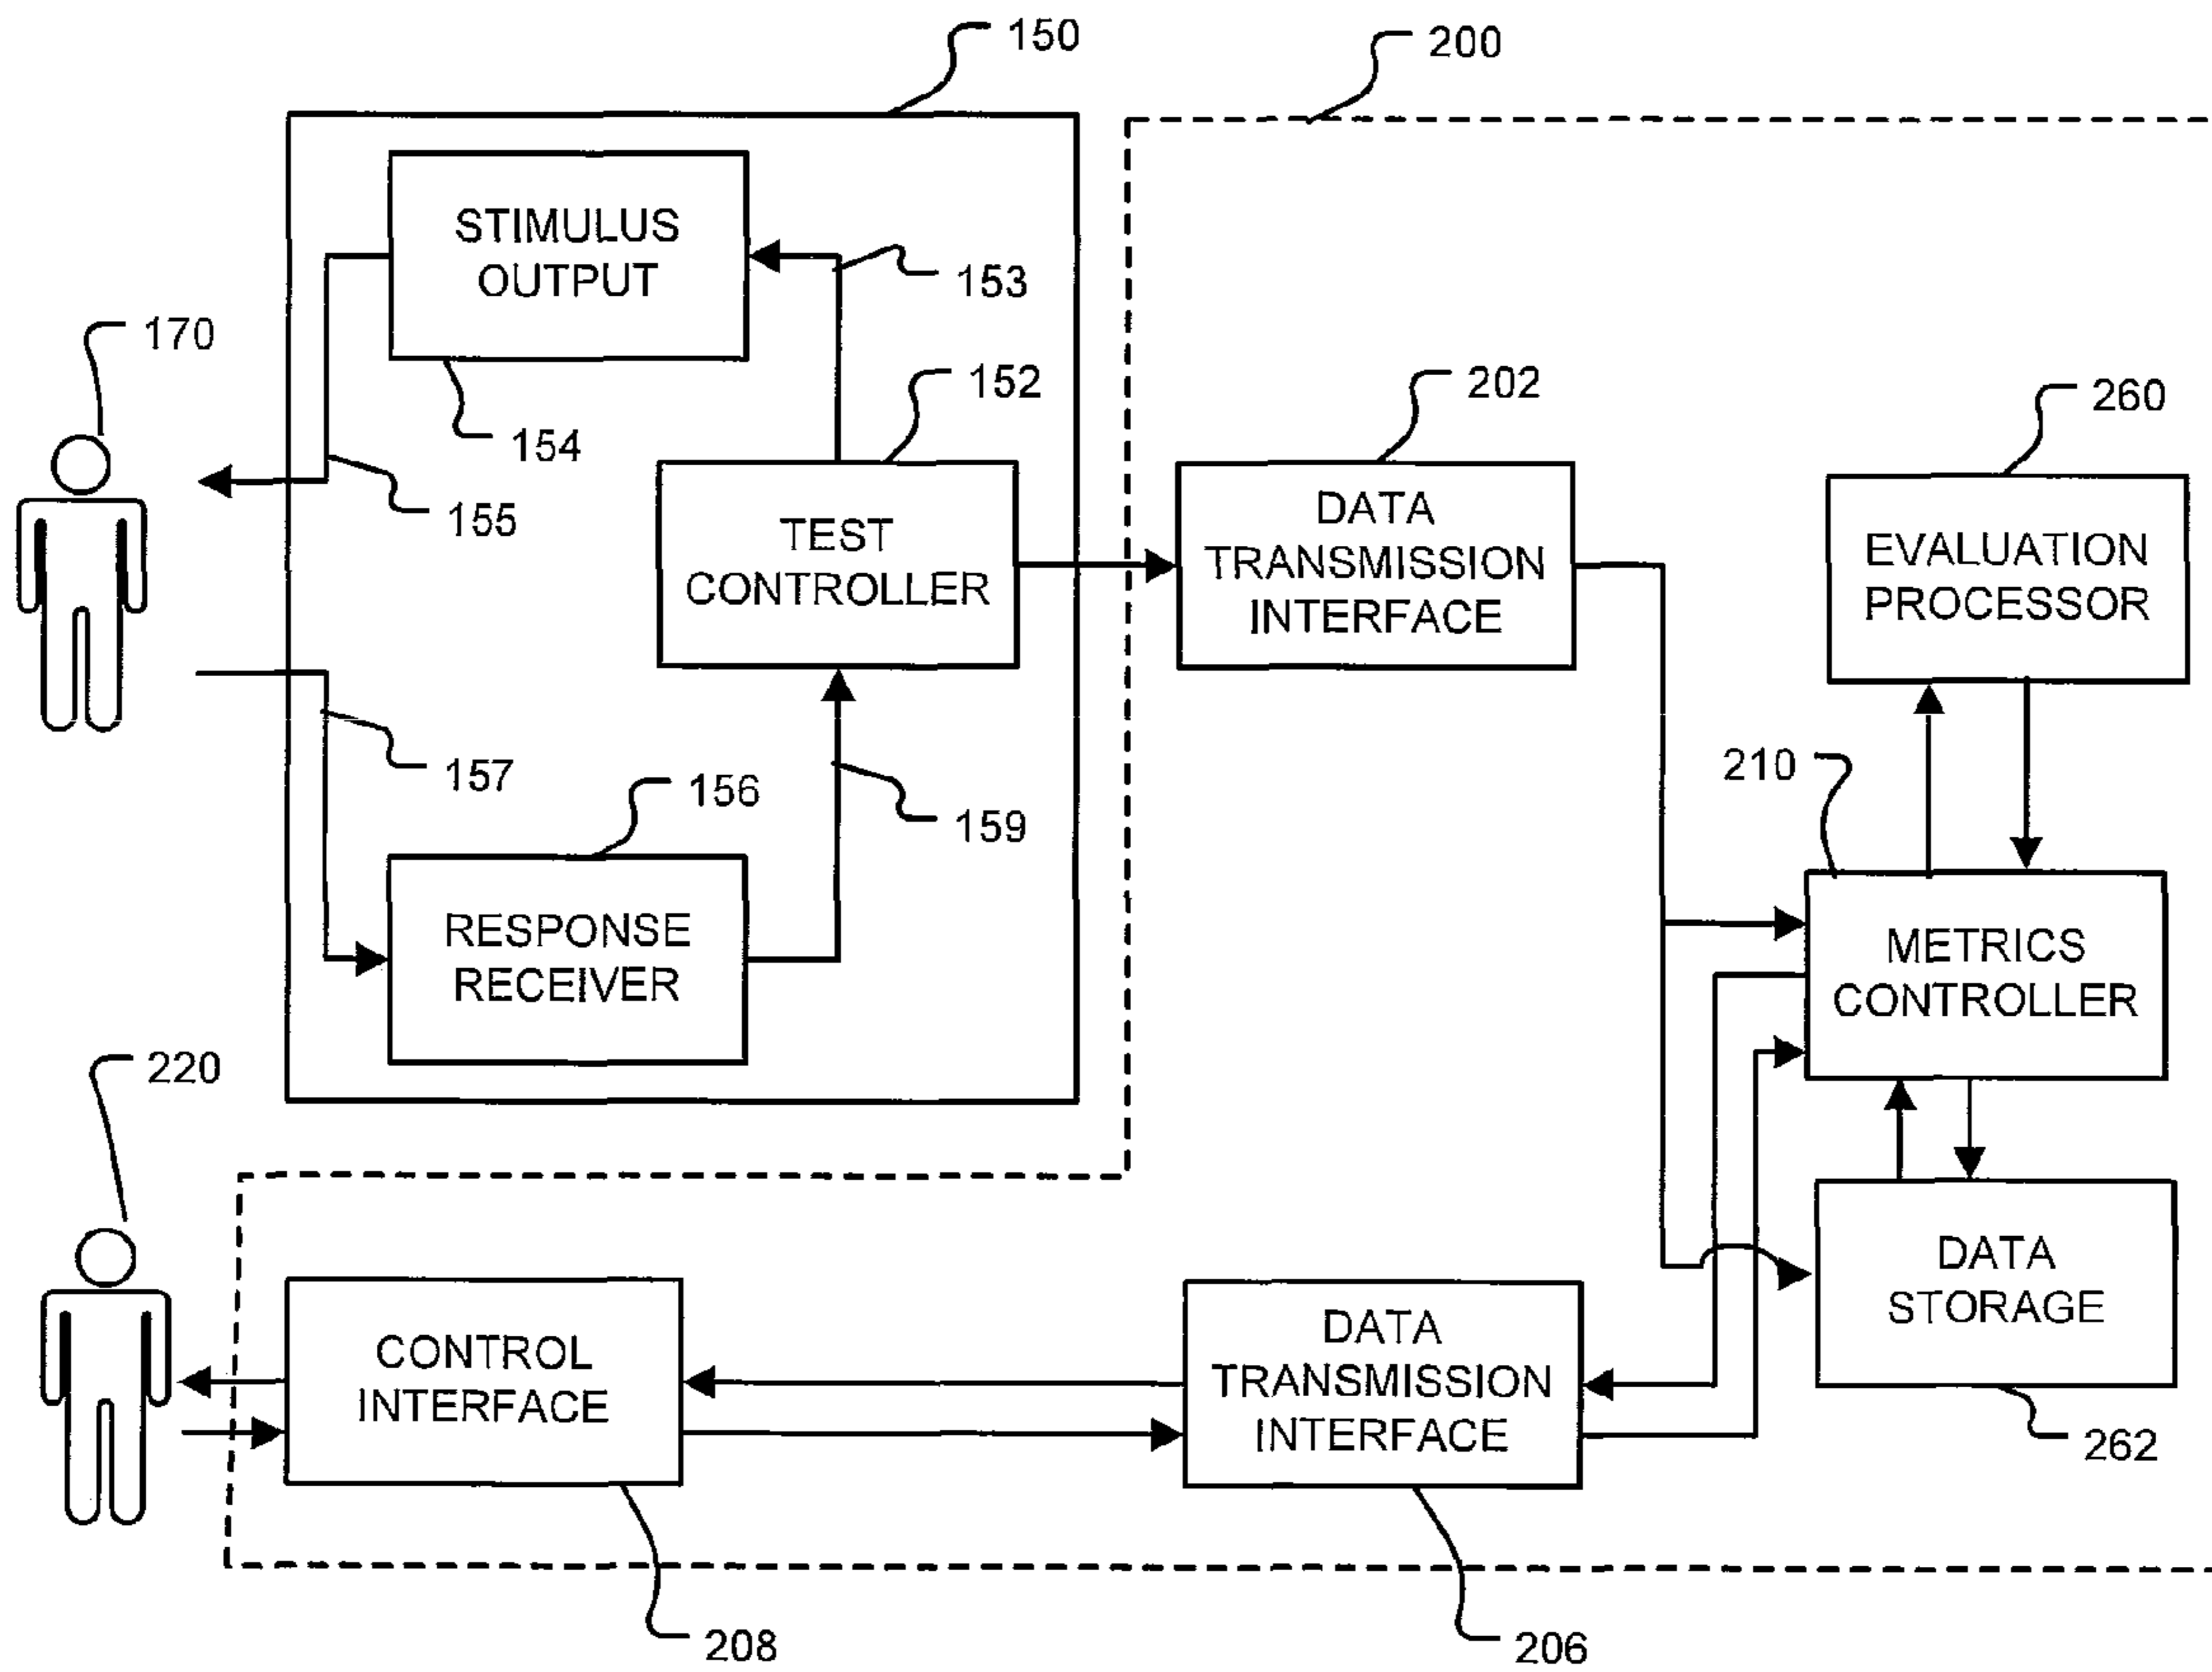 150
200
STIMULUS
OUTPUT
153
170
154
152
202
260
155
TEST
CONTROLLER
DATA
TRANSMISSION
INTERFACE
EVALUATION
PROCESSOR
157
156
159
210
RESPONSE
RECEIVER
METRICS
CONTROLLER
220
CONTROL
INTERFACE
DATA
TRANSMISSION
INTERFACE
DATA
STORAGE
262
208
206